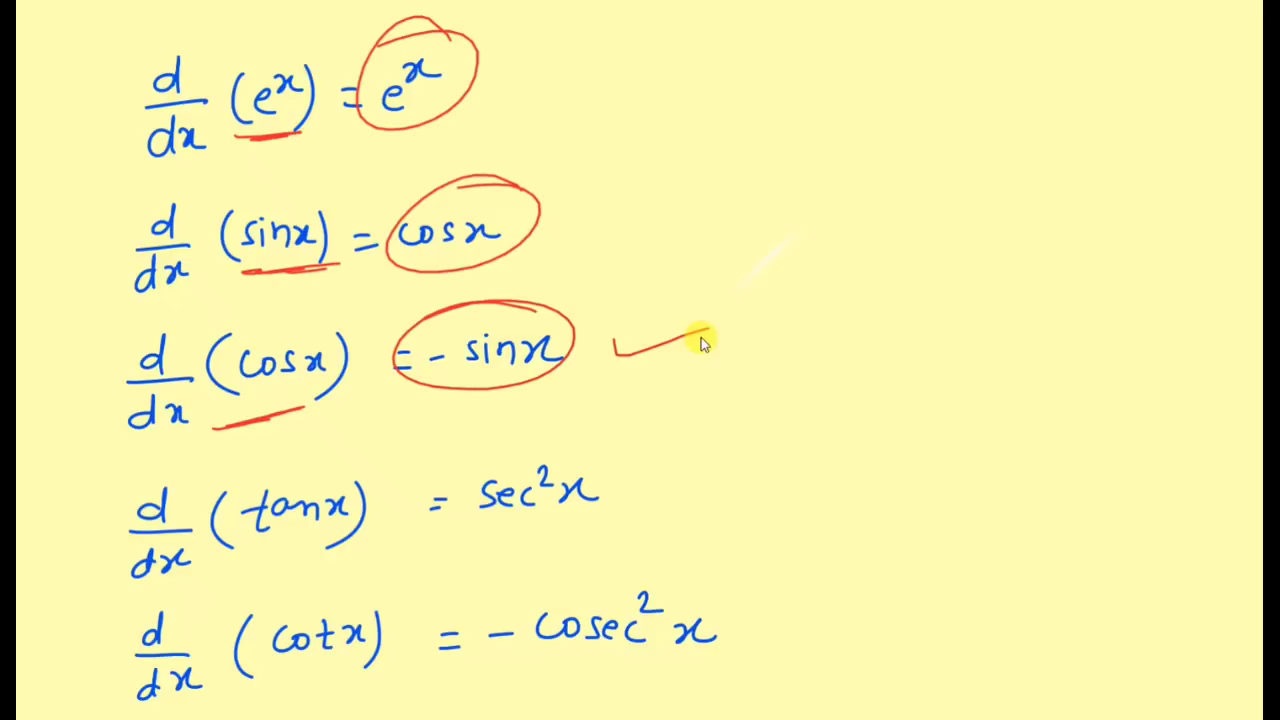 d/dx (e^x) = e^x
d/dx (sinx) = cosx
d/dx (cosx) = - sinx
d/dx (tanx) = sec²x
d/dx (cotx) = - cosec²x